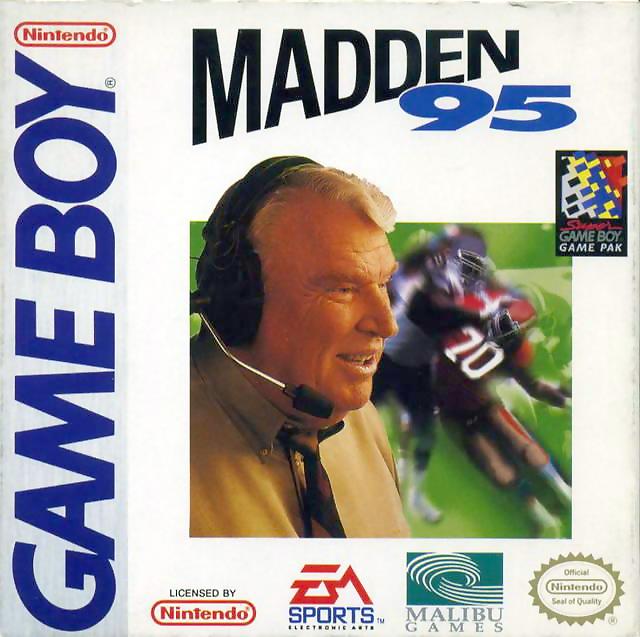 Nintendo®
GAME BOY®
MADDEN
95
Super
GAME BOY
GAME PAK
20
LICENSED BY
Nintendo®
EA
SPORTS™
ELECTRONIC ARTS
MALIBU
GAMES
Official
Nintendo
Seal of Quality
®